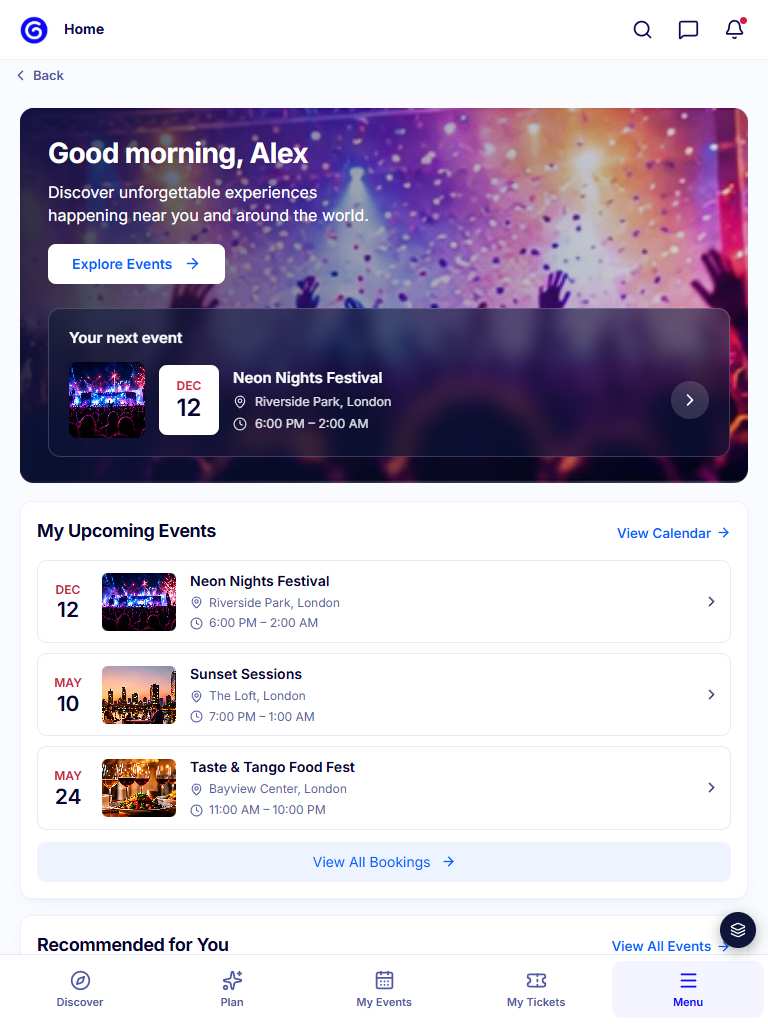 Home
Back
Good morning, Alex
Discover unforgettable experiences
happening near you and around the world.
Explore Events
Your next event
DEC
12
Neon Nights Festival
Riverside Park, London
6:00 PM – 2:00 AM
My Upcoming Events
View Calendar
DEC
12
Neon Nights Festival
Riverside Park, London
6:00 PM – 2:00 AM
MAY
10
Sunset Sessions
The Loft, London
7:00 PM – 1:00 AM
MAY
24
Taste & Tango Food Fest
Bayview Center, London
11:00 AM – 10:00 PM
View All Bookings
Recommended for You
View All Events
Discover
Plan
My Events
My Tickets
Menu